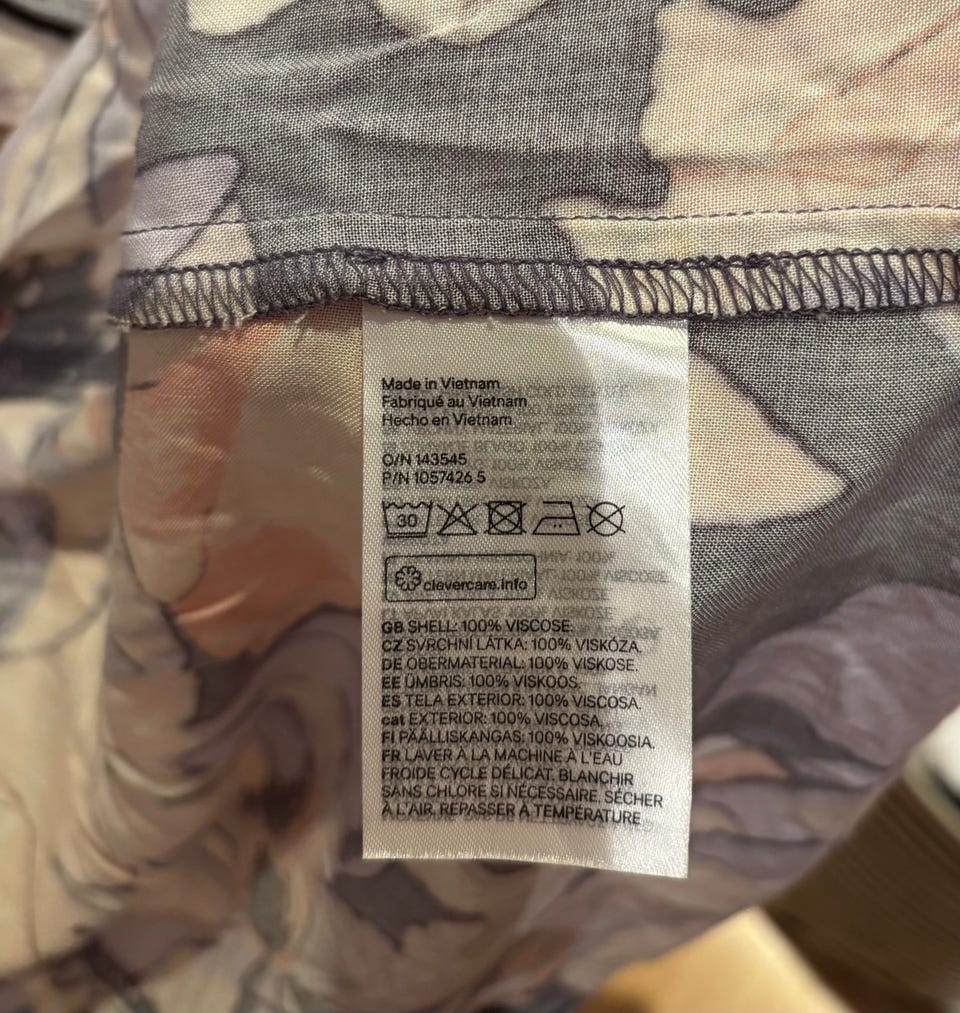 Made in Vietnam
Fabriqué au Vietnam
Hecho en Vietnam
O/N 143545
P/N 1057426 5
30
clevercare.info
GB SHELL: 100% VISCOSE.
CZ SVRCHNÍ LÁTKA: 100% VISKÓZA.
DE OBERMATERIAL: 100% VISKOSE.
EE ÜMBRIS: 100% VISKOOS.
ES TELA EXTERIOR: 100% VISCOSA.
cat EXTERIOR: 100% VISCOSA.
FI PÄÄLLISKANGAS: 100% VISKOOSIA.
FR LAVER À LA MACHINE À L'EAU
FROIDE CYCLE DÉLICAT. BLANCHIR
SANS CHLORE SI NÉCESSAIRE. SÉCHER
À L'AIR. REPASSER À TEMPÉRATURE